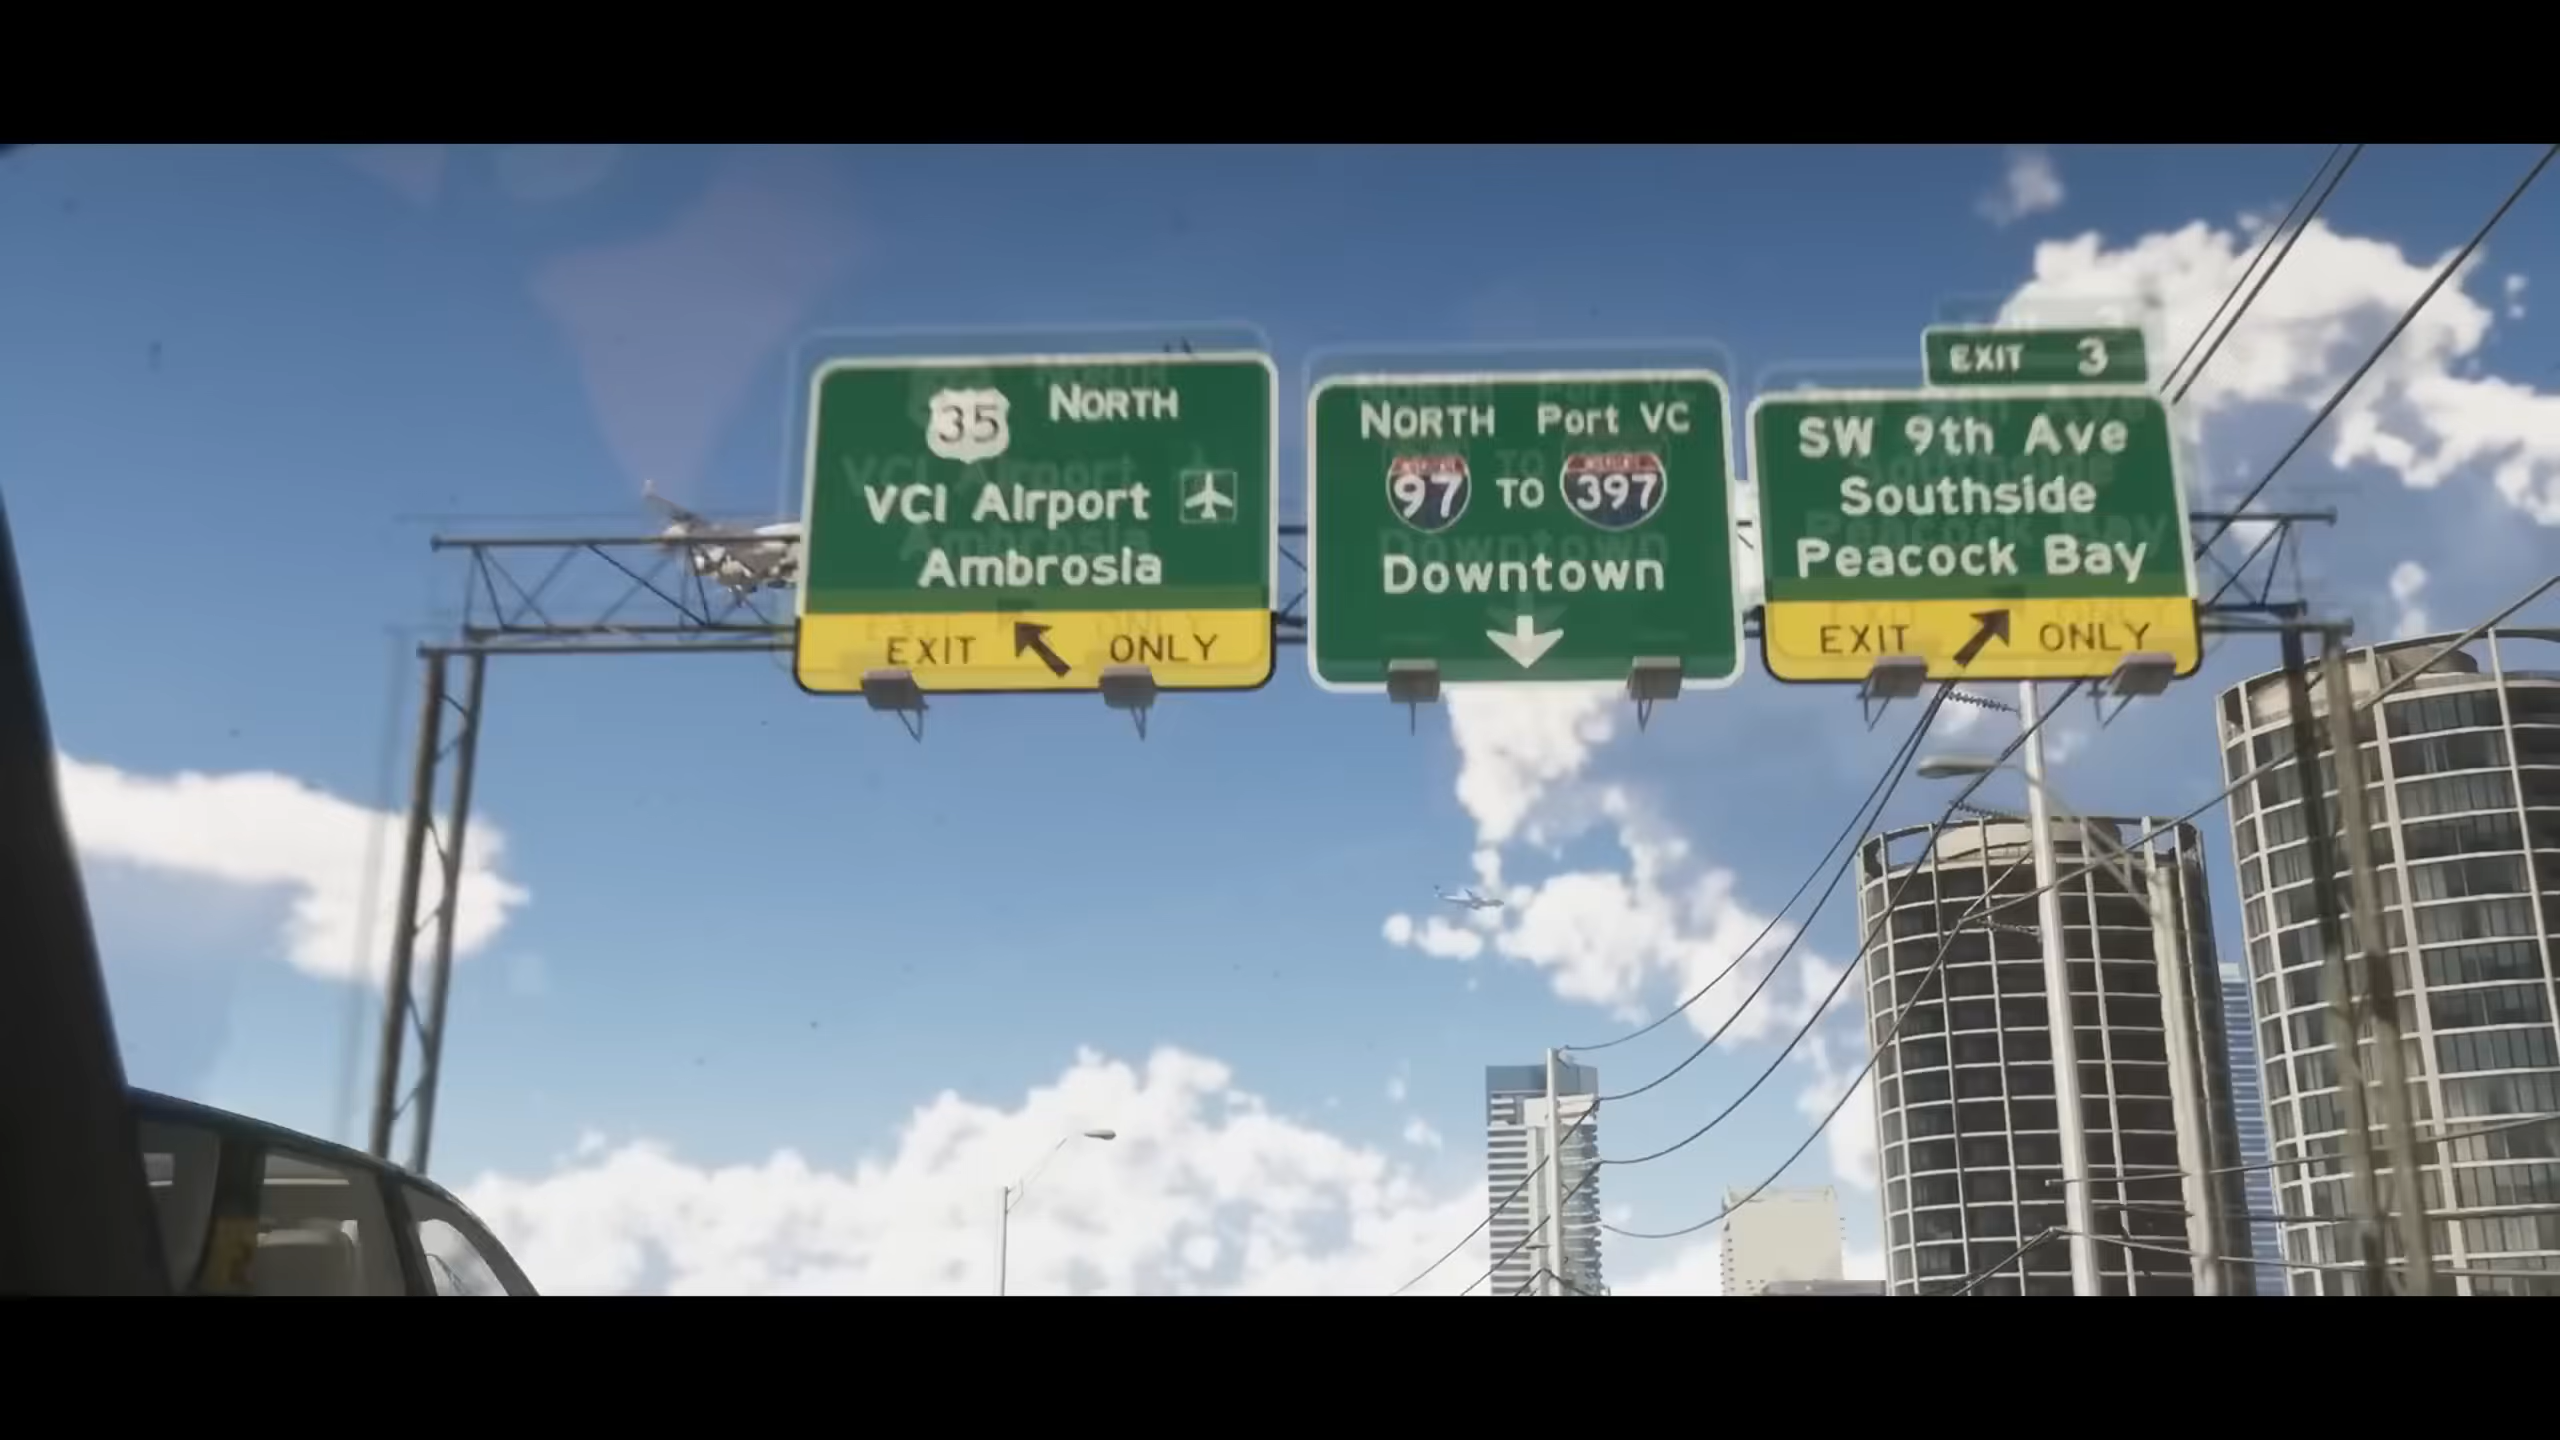 35 NORTH
VCI Airport
Ambrosia
EXIT ONLY
NORTH Port VC
97 TO 397
Downtown
EXIT 3
SW 9th Ave
Southside
Peacock Bay
EXIT ONLY